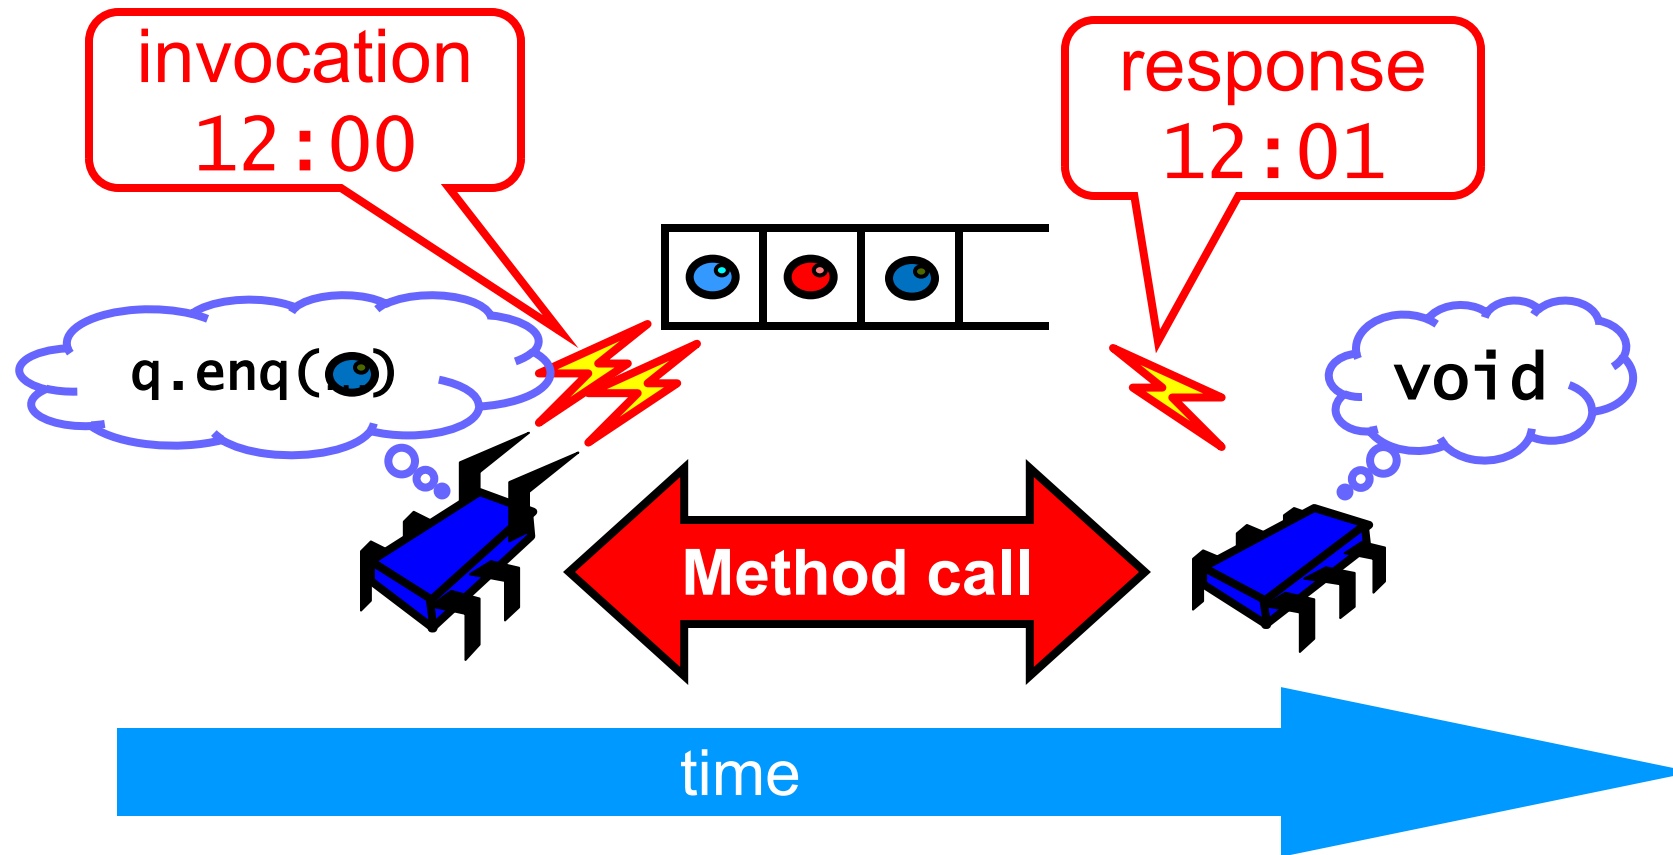 invocation
12:00
response
12:01
q.enq(...)
void
Method call
time